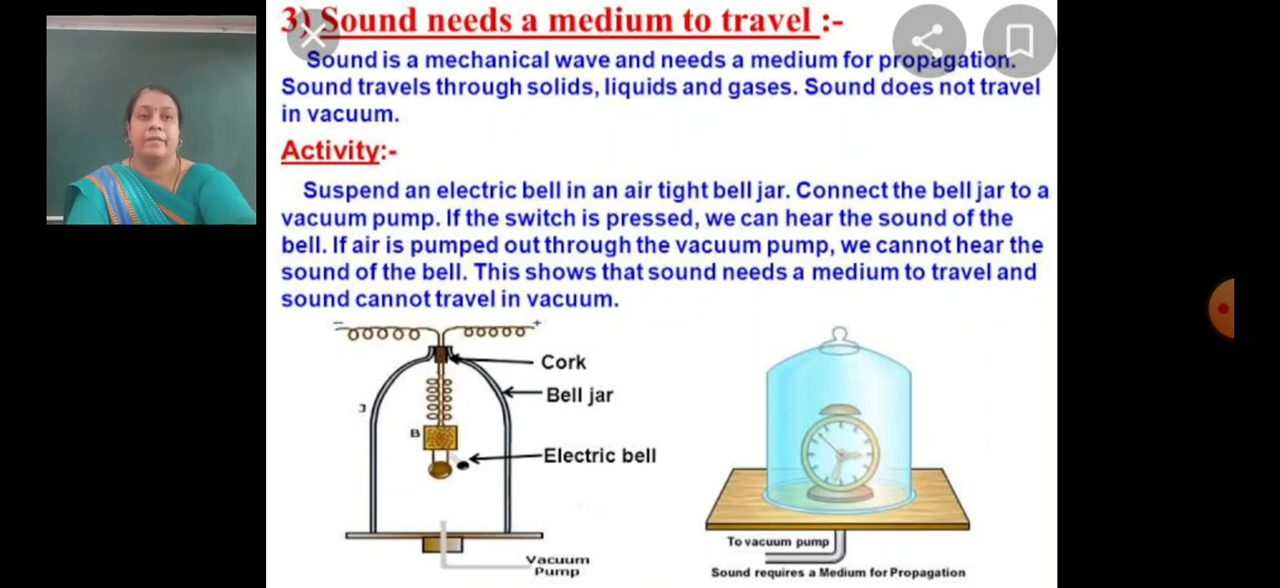 3) Sound needs a medium to travel :-
Sound is a mechanical wave and needs a medium for propagation.
Sound travels through solids, liquids and gases. Sound does not travel
in vacuum.
Activity:-
Suspend an electric bell in an air tight bell jar. Connect the bell jar to a
vacuum pump. If the switch is pressed, we can hear the sound of the
bell. If air is pumped out through the vacuum pump, we cannot hear the
sound of the bell. This shows that sound needs a medium to travel and
sound cannot travel in vacuum.
− +
Cork
Bell jar
J
B
Electric bell
Vacuum
Pump
To vacuum pump
Sound requires a Medium for Propagation